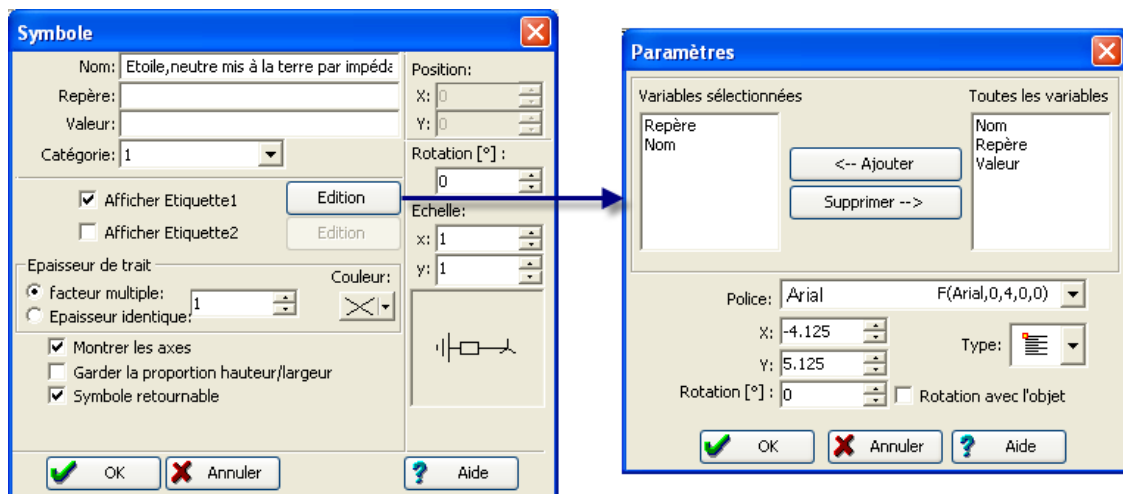 Symbole
Nom: Etoile,neutre mis à la terre par impéda
Repère:
Valeur:
Catégorie: 1
Position:
X: 0
Y: 0
Rotation [°] :
0
Afficher Etiquette1 Edition
Afficher Etiquette2 Edition
Echelle:
x: 1
y: 1
Epaisseur de trait
facteur multiple:
Epaisseur identique:
1
Couleur:
Montrer les axes
Garder la proportion hauteur/largeur
Symbole retournable
OK Annuler Aide
Paramètres
Variables sélectionnées
Repère
Nom
<-- Ajouter
Supprimer -->
Toutes les variables
Nom
Repère
Valeur
Police: Arial F(Arial,0,4,0,0)
X: -4.125
Y: 5.125
Type:
Rotation [°] : 0
Rotation avec l'objet
OK Annuler Aide